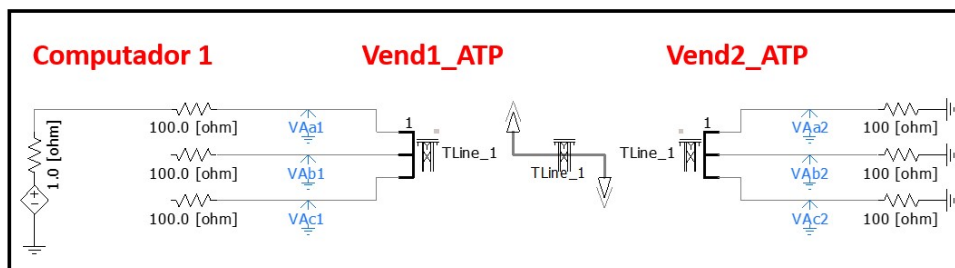 Computador 1 Vend1_ATP Vend2_ATP
1.0 [ohm]
100.0 [ohm] VAa1 1 TLine_1
100.0 [ohm] VAb1
100.0 [ohm] VAc1
TLine_1
TLine_1 1 VAa2 100 [ohm]
VAb2 100 [ohm]
VAc2 100 [ohm]